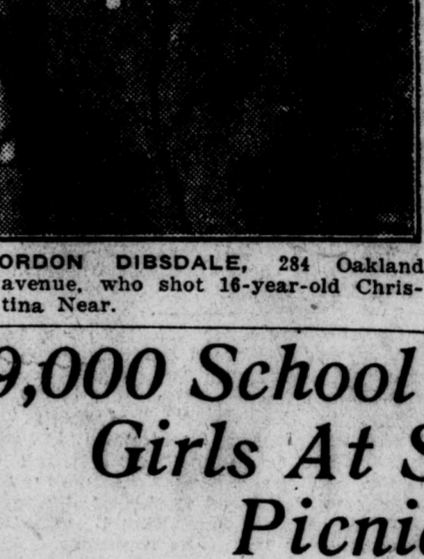 ORDON DIBSDALE, 284 Oakland
avenue, who shot 16-year-old Chris-
tina Near.
9,000 School
Girls At S
Picni